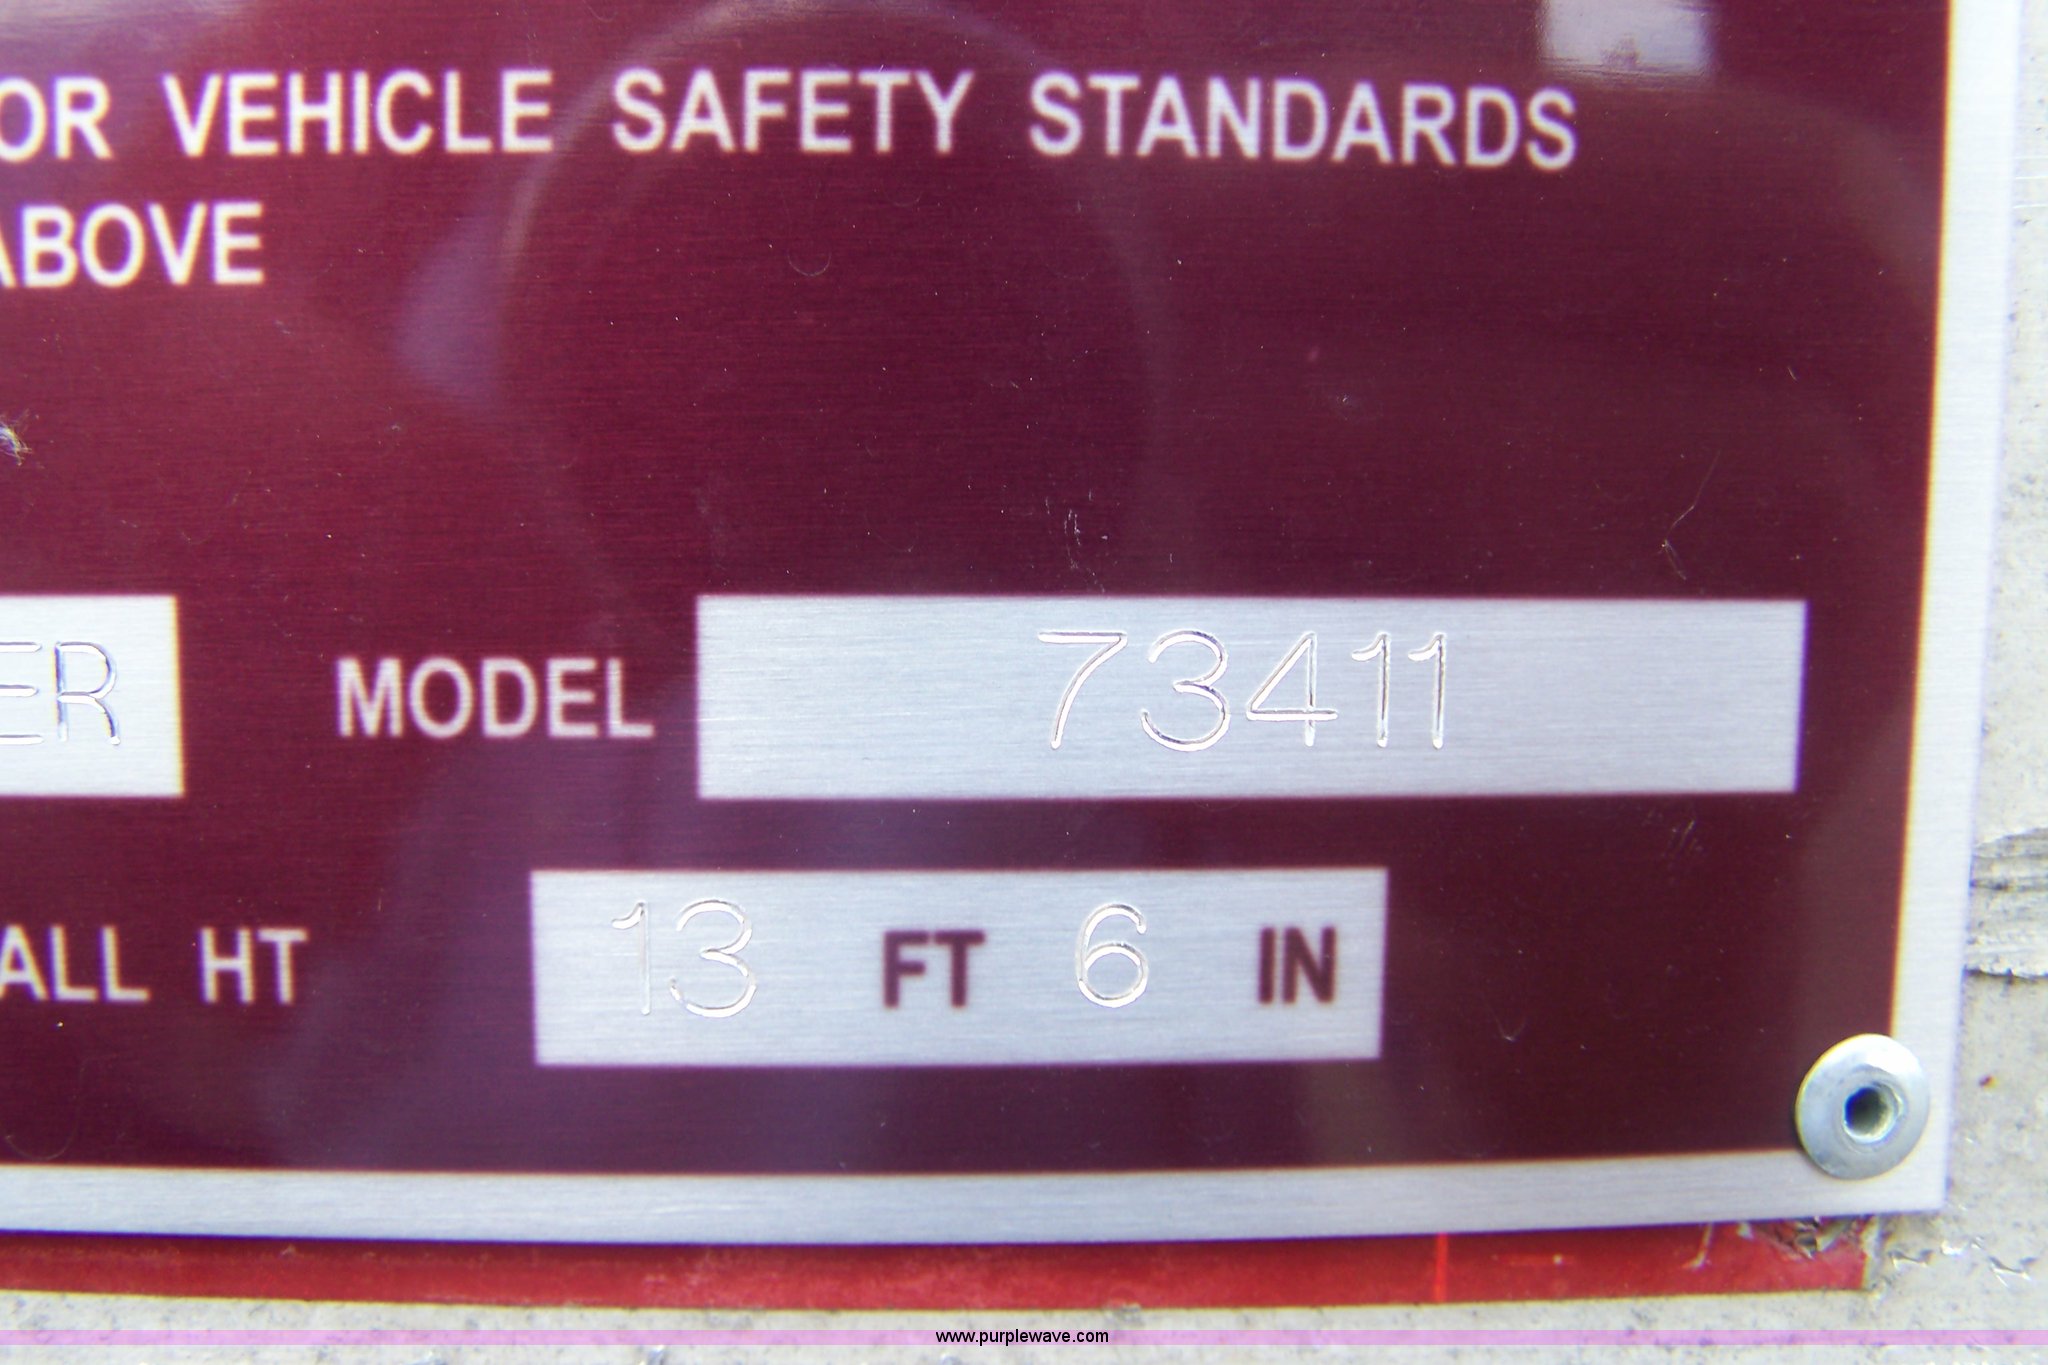 OR VEHICLE SAFETY STANDARDS
ABOVE
ER MODEL 73411
ALL HT 13 FT 6 IN
www.purplewave.com